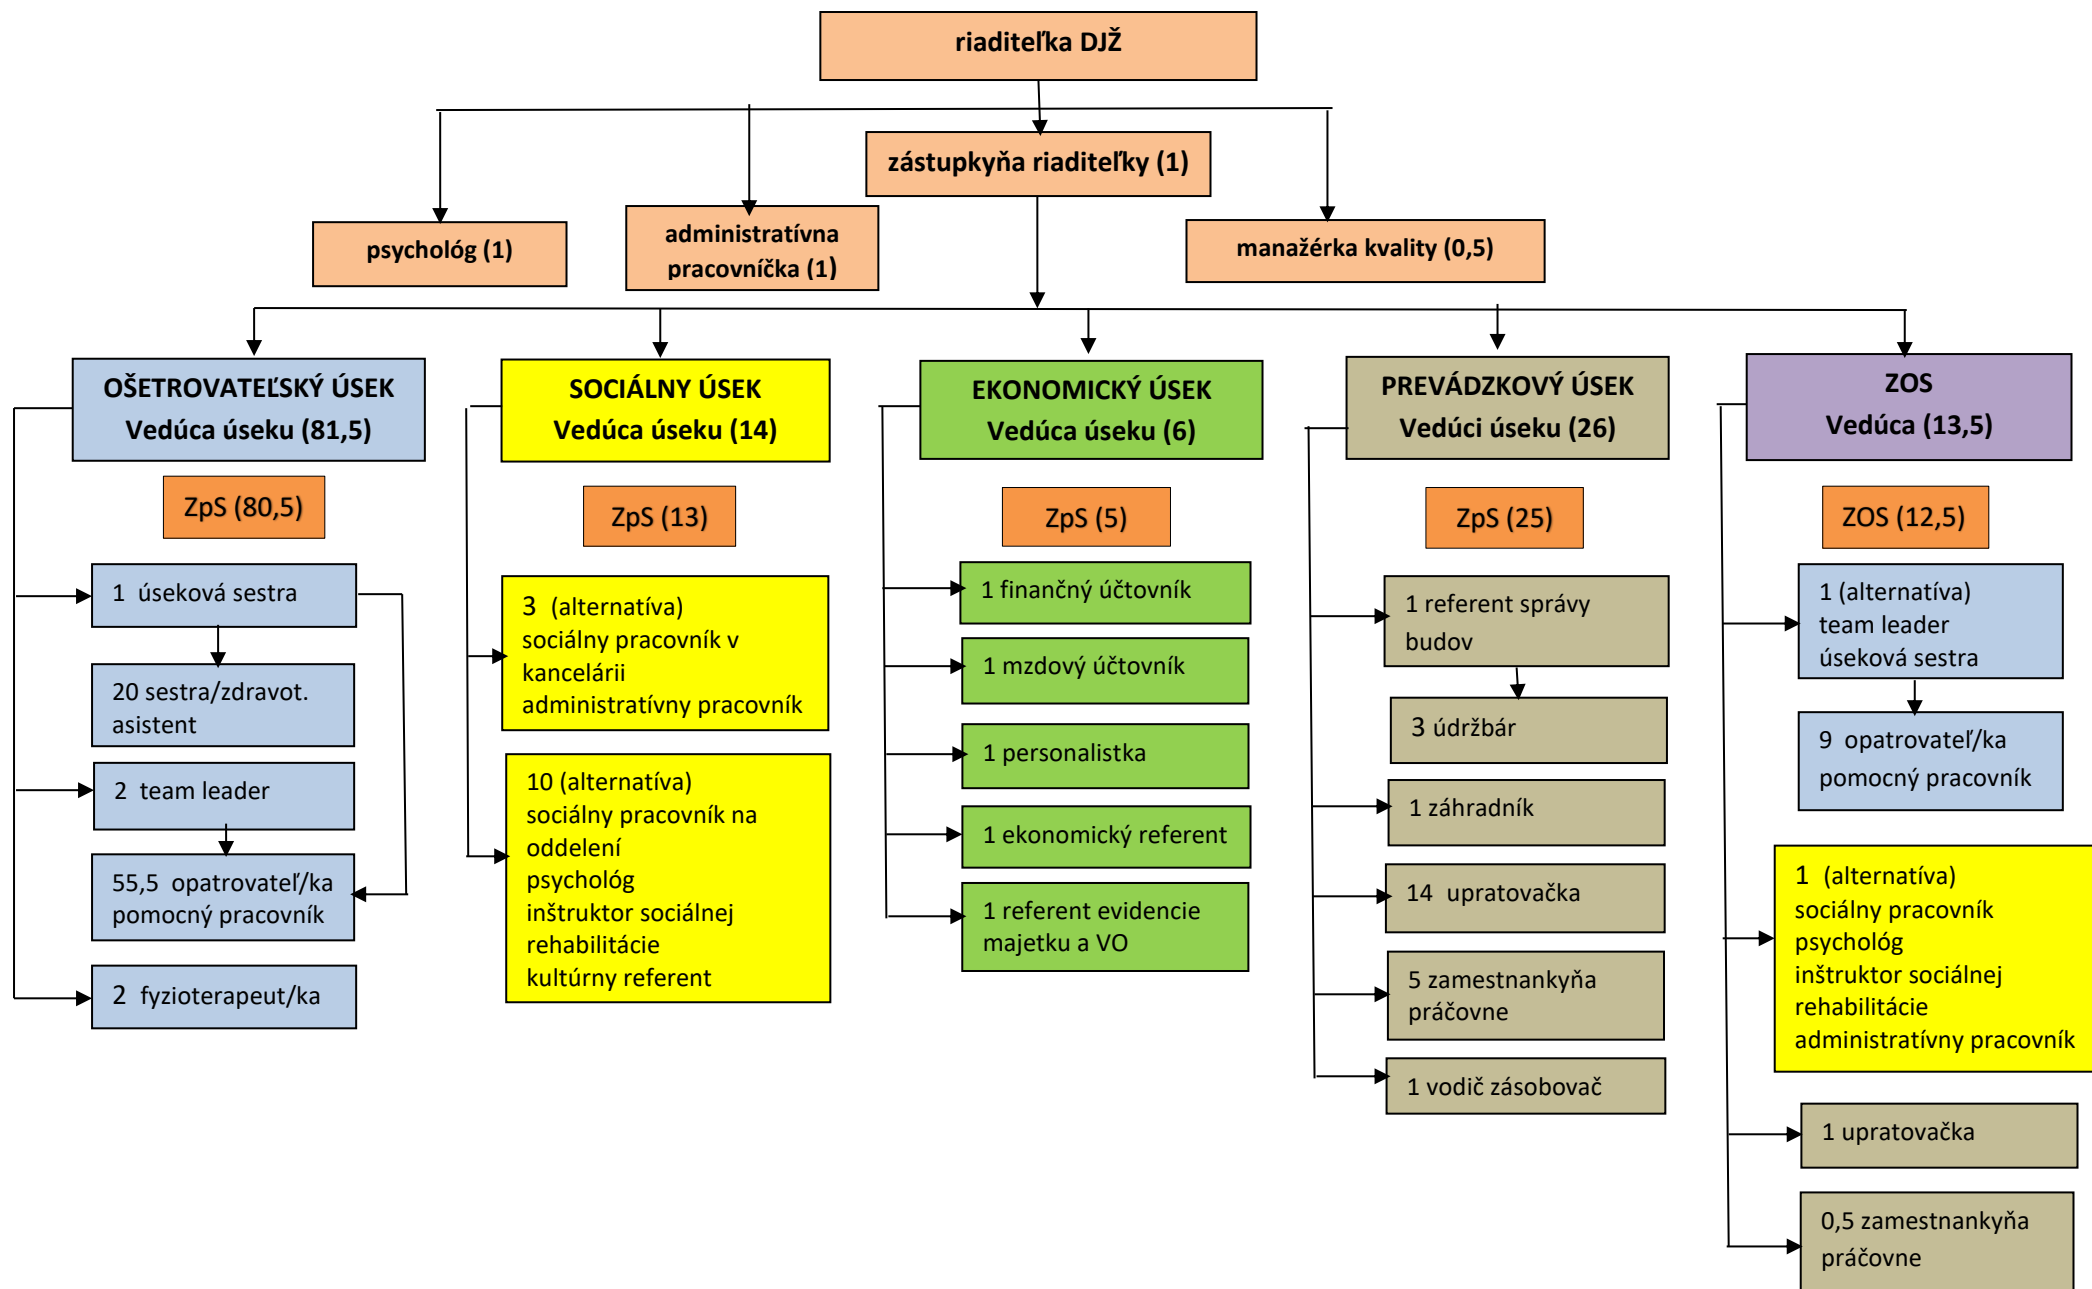 riaditeľka DJŽ
zástupkyňa riaditeľky (1)
psychológ (1)
administratívna
pracovníčka (1)
manažérka kvality (0,5)
OŠETROVATEĽSKÝ ÚSEK
Vedúca úseku (81,5)
ZpS (80,5)
1 úseková sestra
20 sestra/zdravot.
asistent
2 team leader
55,5 opatrovateľ/ka
pomocný pracovník
2 fyzioterapeut/ka
SOCIÁLNY ÚSEK
Vedúca úseku (14)
ZpS (13)
3 (alternatíva)
sociálny pracovník v
kancelárii
administratívny pracovník
10 (alternatíva)
sociálny pracovník na
oddelení
psychológ
inštruktor sociálnej
rehabilitácie
kultúrny referent
EKONOMICKÝ ÚSEK
Vedúca úseku (6)
ZpS (5)
1 finančný účtovník
1 mzdový účtovník
1 personalistka
1 ekonomický referent
1 referent evidencie
majetku a VO
PREVÁDZKOVÝ ÚSEK
Vedúci úseku (26)
ZpS (25)
1 referent správy
budov
3 údržbár
1 záhradník
14 upratovačka
5 zamestnankyňa
práčovne
1 vodič zásobovač
ZOS
Vedúca (13,5)
ZOS (12,5)
1 (alternatíva)
team leader
úseková sestra
9 opatrovateľ/ka
pomocný pracovník
1 (alternatíva)
sociálny pracovník
psychológ
inštruktor sociálnej
rehabilitácie
administratívny pracovník
1 upratovačka
0,5 zamestnankyňa
práčovne